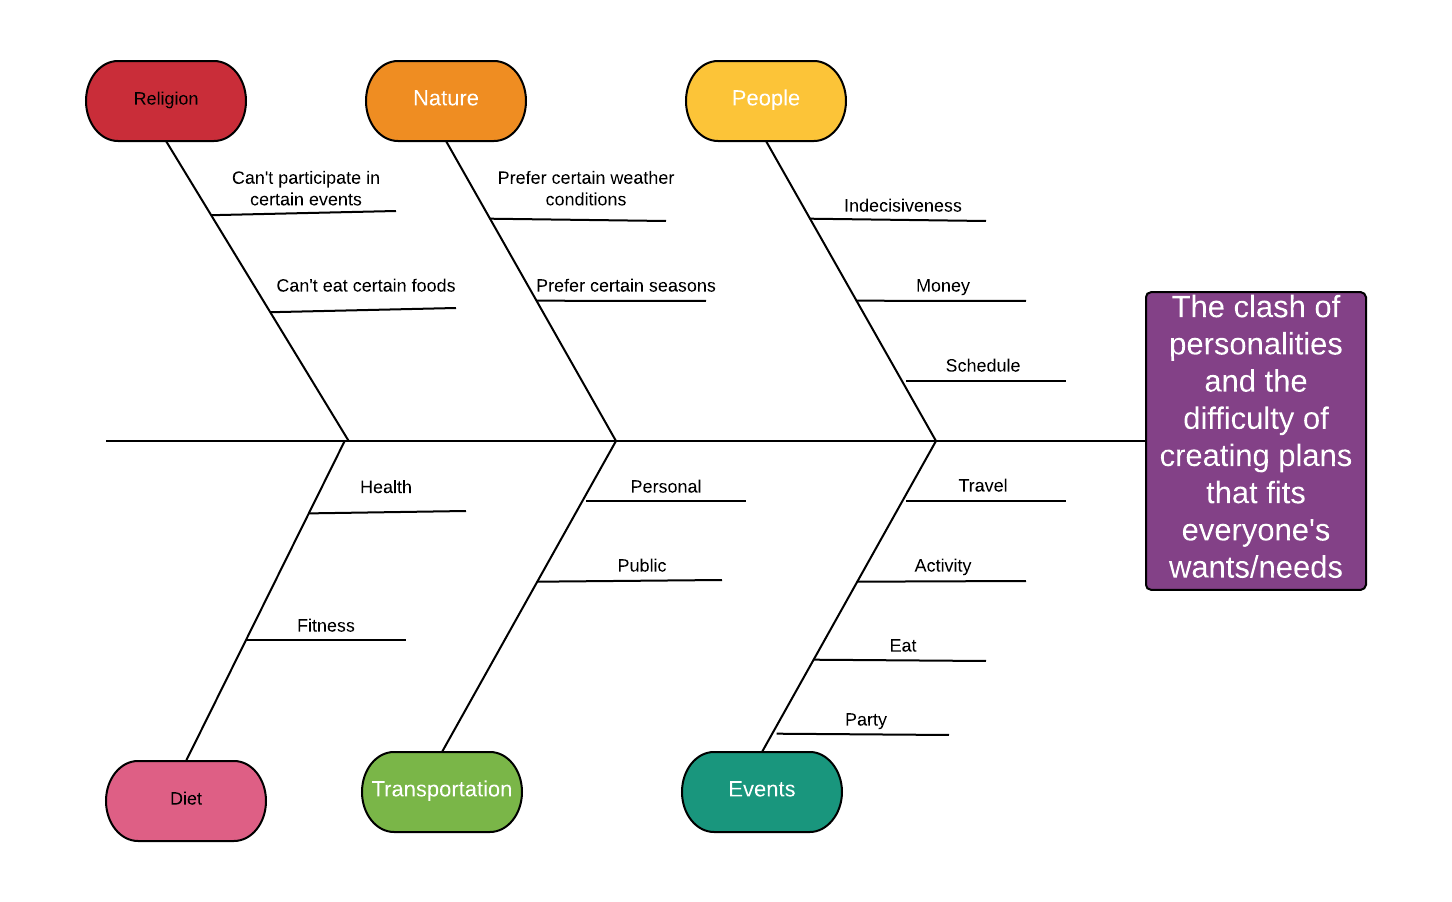 Religion
Nature
People
Can't participate in
certain events
Prefer certain weather
conditions
Indecisiveness
Can't eat certain foods
Prefer certain seasons
Money
Schedule
The clash of
personalities
and the
difficulty of
creating plans
that fits
everyone's
wants/needs
Health
Personal
Travel
Public
Activity
Fitness
Eat
Party
Diet
Transportation
Events